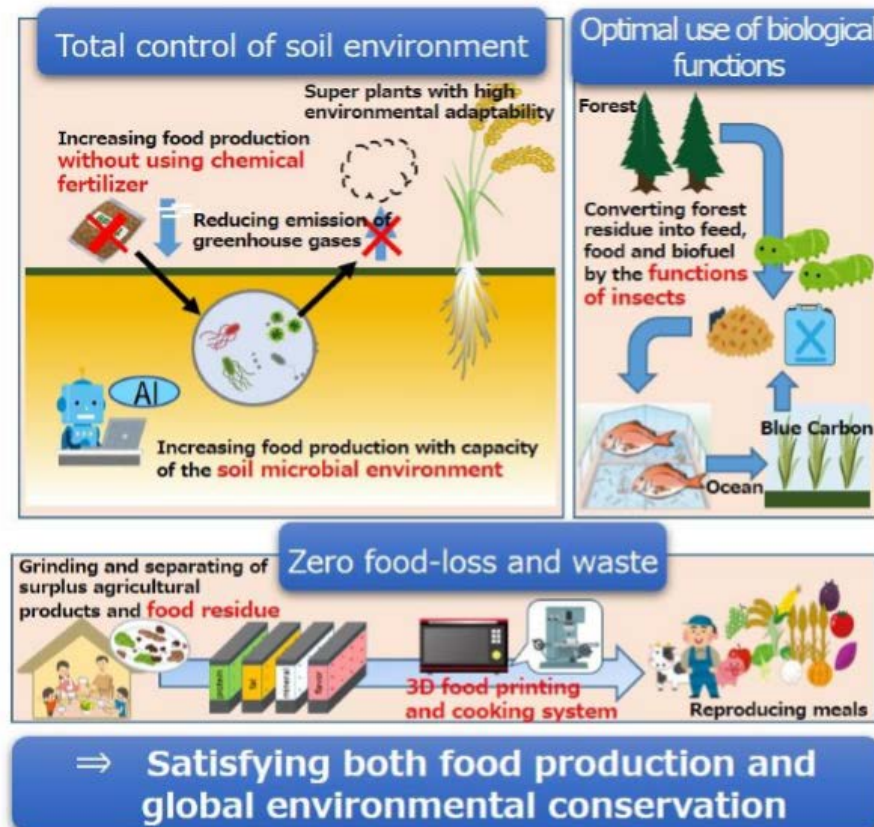 Total control of soil environment
Super plants with high
environmental adaptability
Increasing food production
without using chemical
fertilizer
Reducing emission of
greenhouse gases
AI
Increasing food production with capacity
of the soil microbial environment
Optimal use of biological
functions
Forest
Converting forest
residue into feed,
food and biofuel
by the functions
of insects
Blue Carbon
Ocean
Zero food-loss and waste
Grinding and separating of
surplus agricultural
products and food residue
protein
fat
mineral
flavor
3D food printing
and cooking system
Reproducing meals
⇒ Satisfying both food production and
global environmental conservation